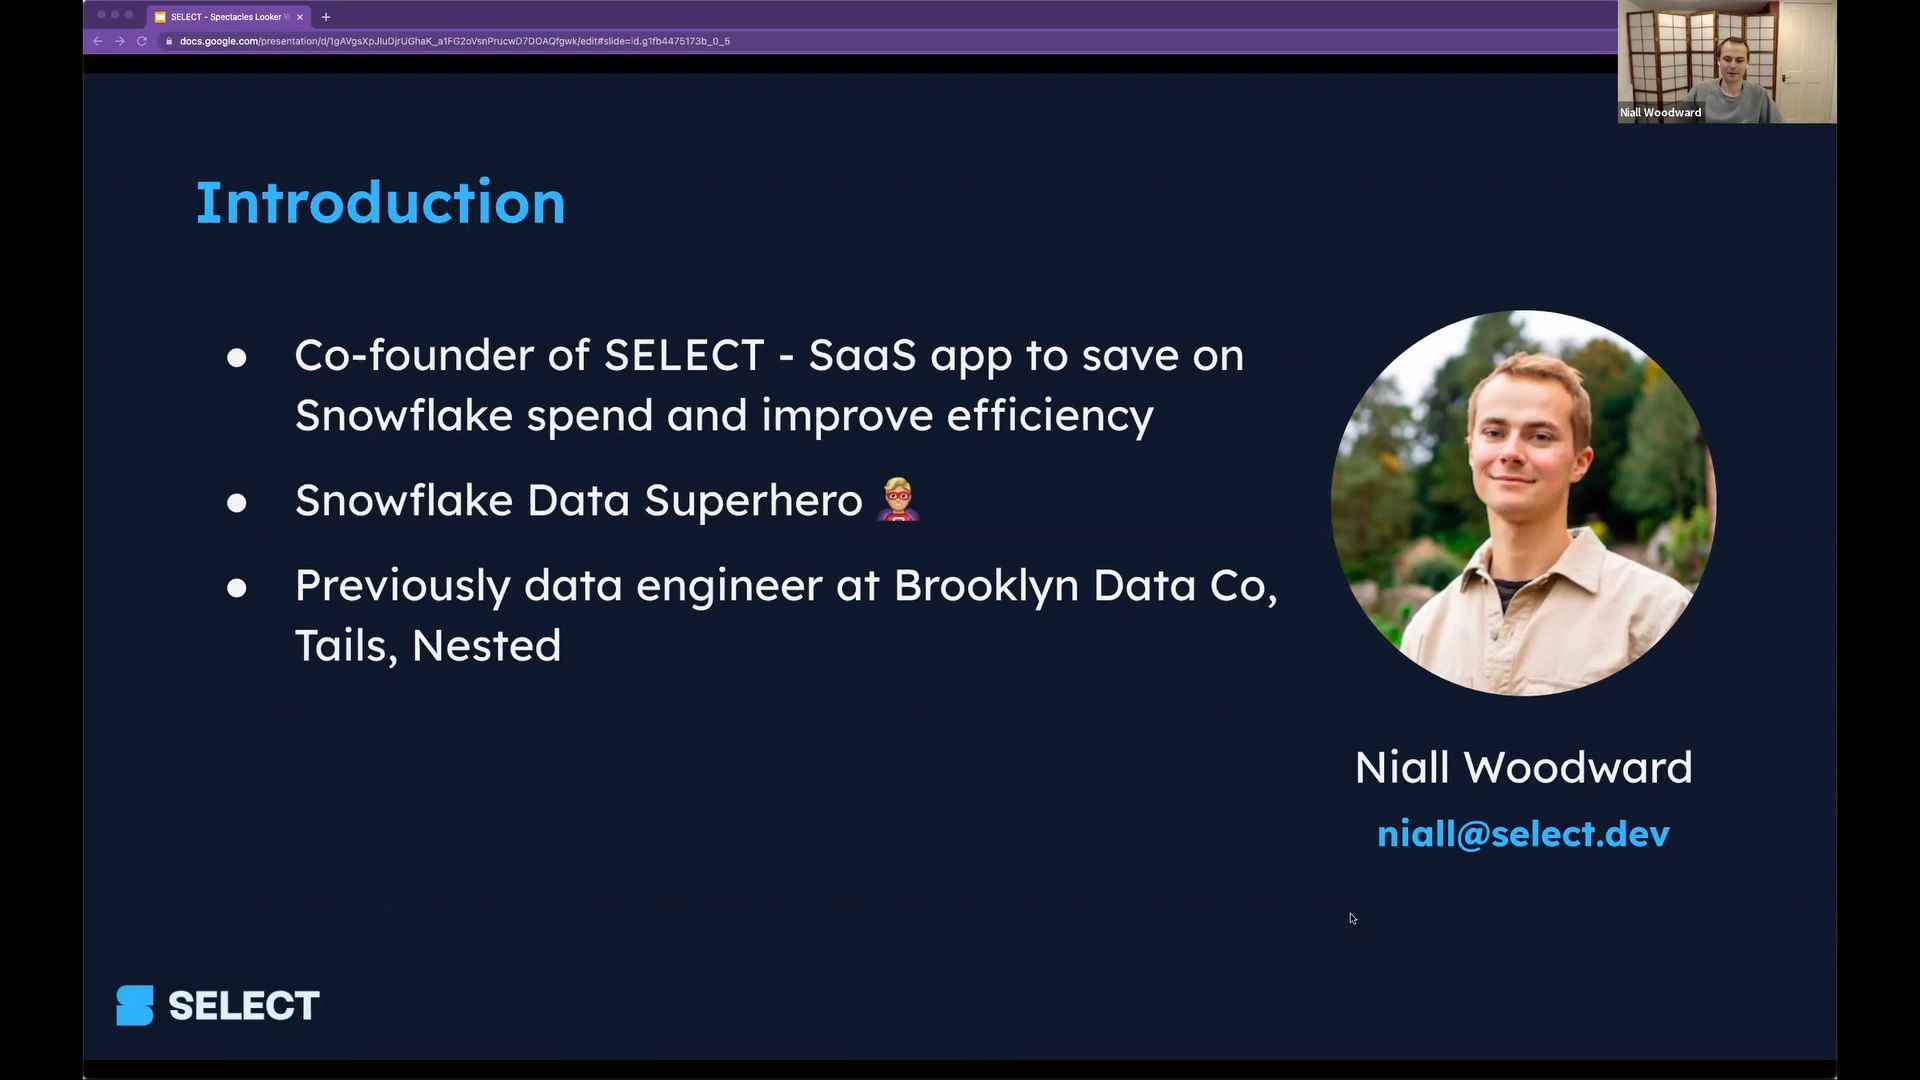 SELECT - Spectacles Looker
docs.google.com/presentation/d/1gAVgsXpJIuDjrUGhaK_a1FG2oVsnPrucwD7DOAQfgwk/edit#slide=id.g1fb4475173b_0_5
Niall Woodward
Introduction
● Co-founder of SELECT - SaaS app to save on
Snowflake spend and improve efficiency
● Snowflake Data Superhero
● Previously data engineer at Brooklyn Data Co,
Tails, Nested
Niall Woodward
niall@select.dev
SELECT